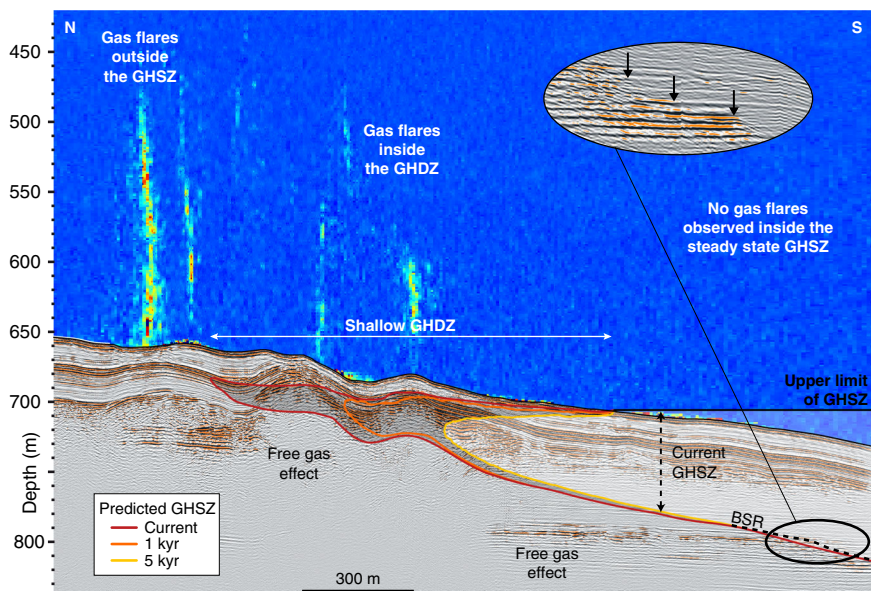 N
S
Gas flares
outside
the GHSZ
Gas flares
inside
the GHDZ
No gas flares
observed inside the
steady state GHSZ
Shallow GHDZ
Upper limit
of GHSZ
Current
GHSZ
Free gas
effect
BSR
Free gas
effect
Predicted GHSZ
Current
1 kyr
5 kyr
300 m
Depth (m)
450
500
550
600
650
700
750
800